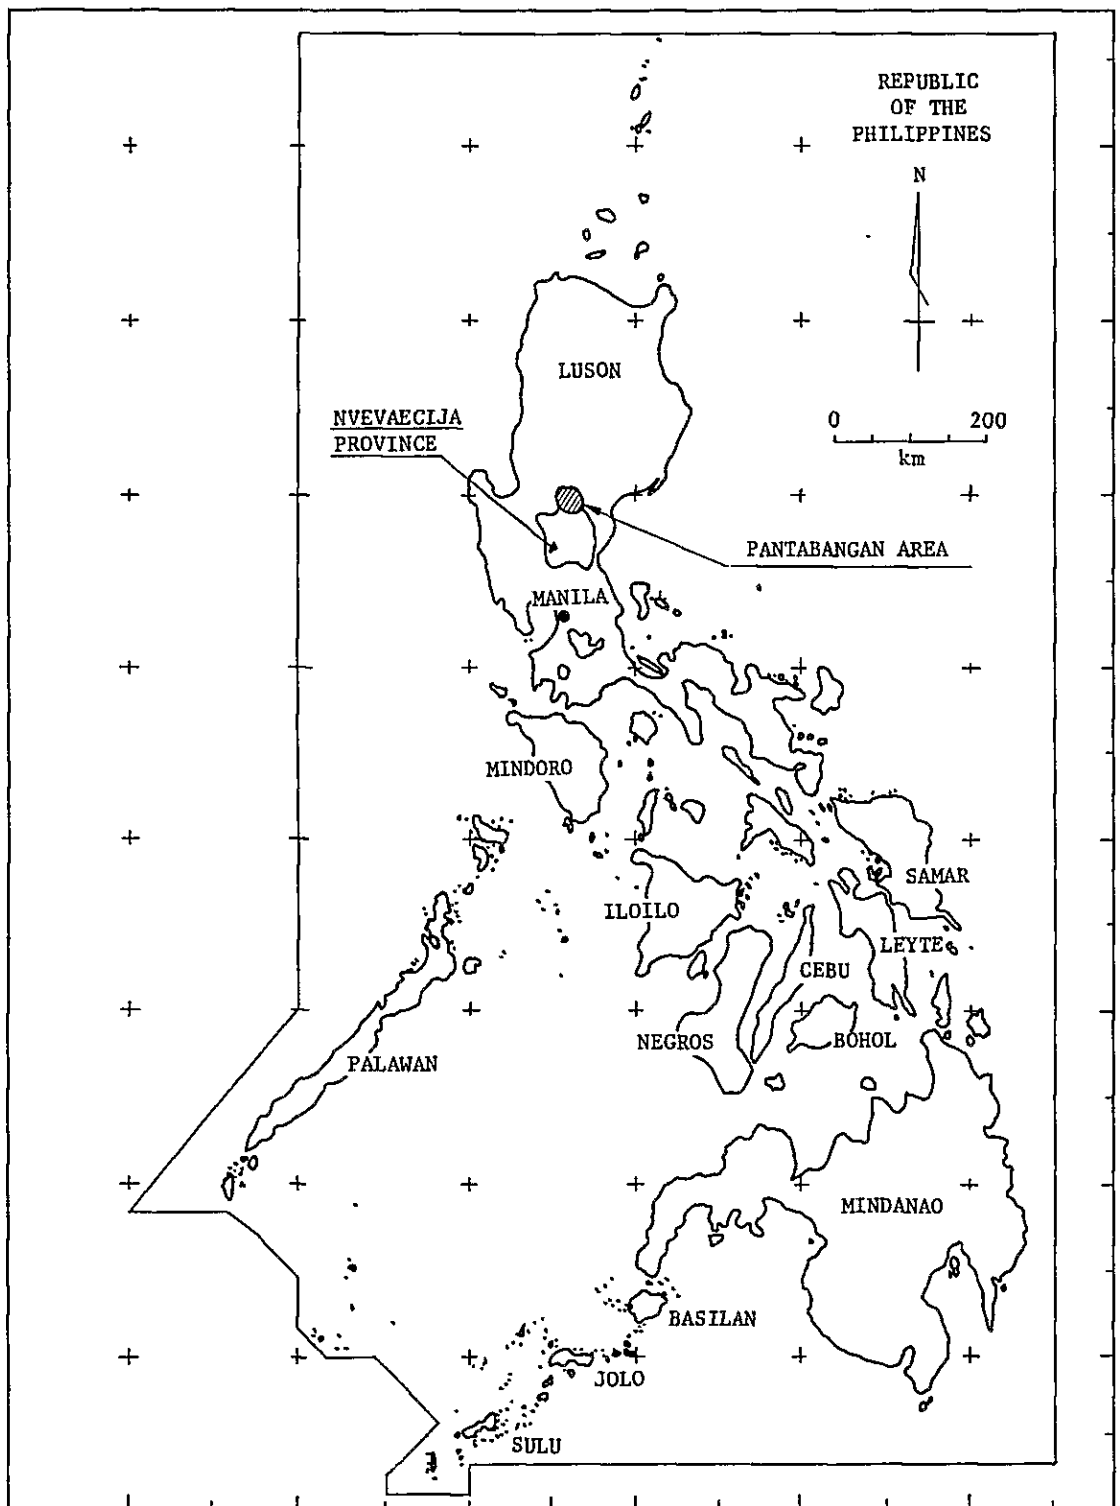 REPUBLIC
OF THE
PHILIPPINES
N
LUSON
0 200
km
NVEVAECIJA
PROVINCE
PANTABANGAN AREA
MANILA
MINDORO
SAMAR
ILOILO
LEYTE
CEBU
NEGROS
BOHOL
PALAWAN
MINDANAO
BASILAN
JOLO
SULU